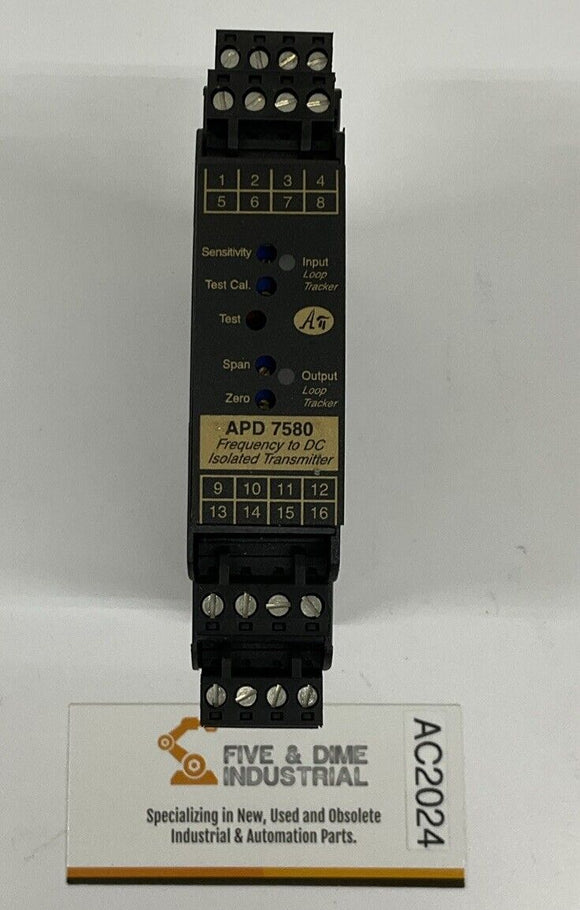 1 2 3 4
5 6 7 8
Sensitivity
Input
Loop
Tracker
Test Cal.
Test
Aπ
Span
Output
Loop
Tracker
Zero
APD 7580
Frequency to DC
Isolated Transmitter
9 10 11 12
13 14 15 16
FIVE & DIME
INDUSTRIAL
Specializing in New, Used and Obsolete
Industrial & Automation Parts.
AC2024